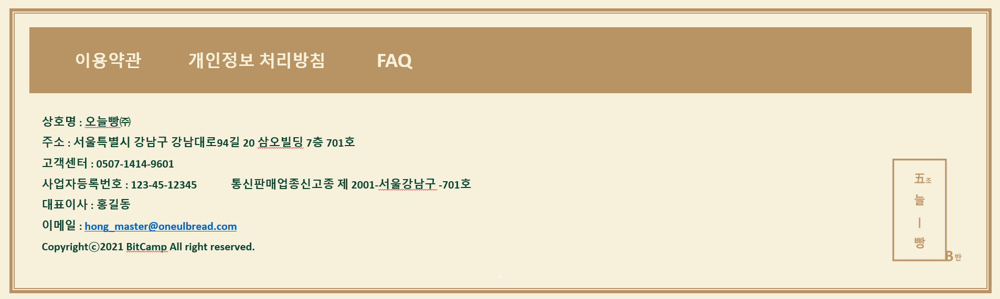 이용약관 개인정보 처리방침 FAQ
상호명 : 오늘빵㈜
주소 : 서울특별시 강남구 강남대로94길 20 삼오빌딩 7층 701호
고객센터 : 0507-1414-9601
사업자등록번호 : 123-45-12345 통신판매업종신고종 제 2001-서울강남구 -701호
대표이사 : 홍길동
이메일 : hong_master@oneulbread.com
Copyrightⓒ2021 BitCamp All right reserved.
五조
늘
ㅣ
빵
B반